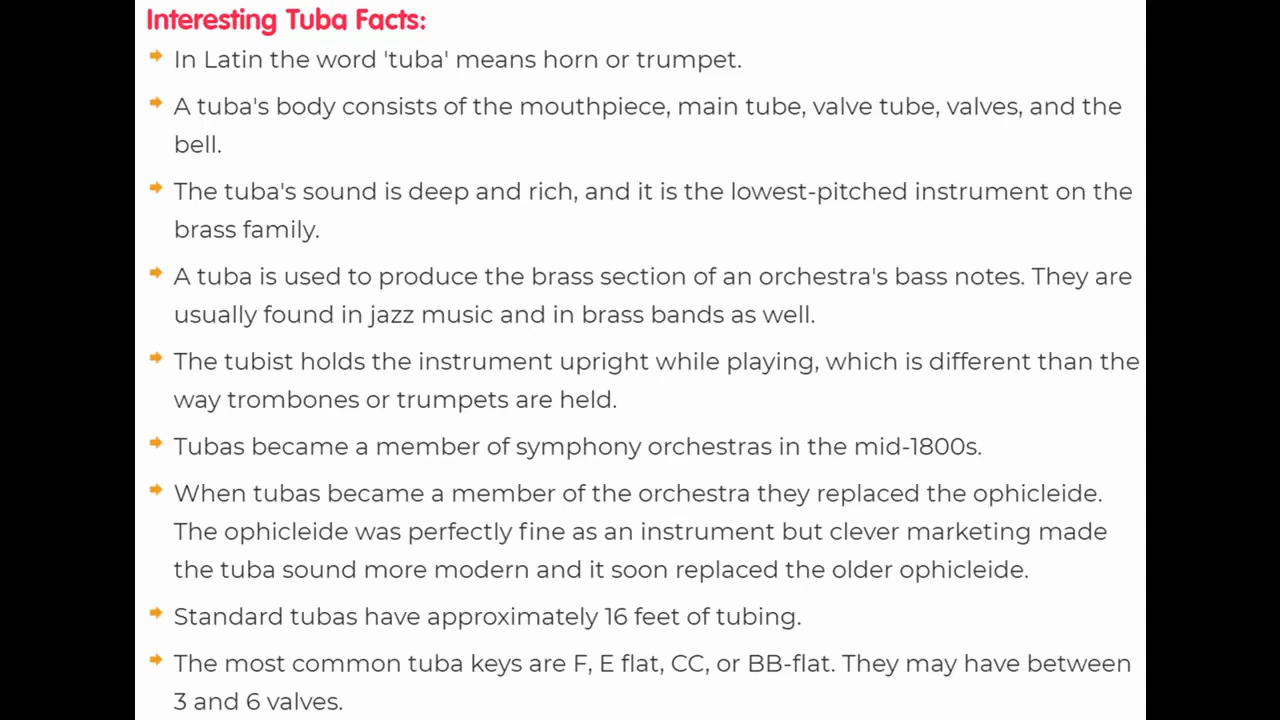 Interesting Tuba Facts:
In Latin the word 'tuba' means horn or trumpet.
A tuba's body consists of the mouthpiece, main tube, valve tube, valves, and the
bell.
The tuba's sound is deep and rich, and it is the lowest-pitched instrument on the
brass family.
A tuba is used to produce the brass section of an orchestra's bass notes. They are
usually found in jazz music and in brass bands as well.
The tubist holds the instrument upright while playing, which is different than the
way trombones or trumpets are held.
Tubas became a member of symphony orchestras in the mid-1800s.
When tubas became a member of the orchestra they replaced the ophicleide.
The ophicleide was perfectly fine as an instrument but clever marketing made
the tuba sound more modern and it soon replaced the older ophicleide.
Standard tubas have approximately 16 feet of tubing.
The most common tuba keys are F, E flat, CC, or BB-flat. They may have between
3 and 6 valves.